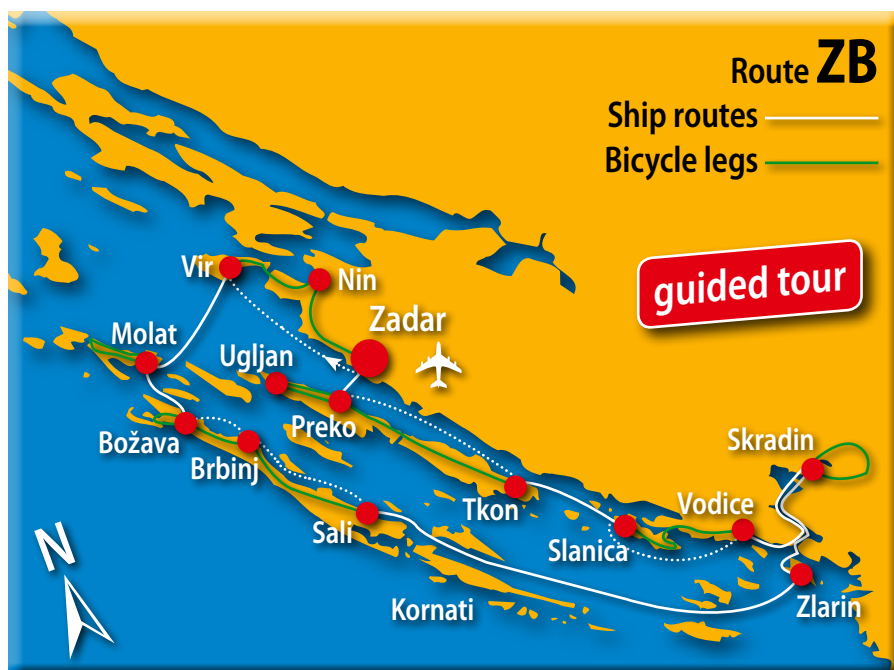 Route ZB
Ship routes
Bicycle legs
guided tour
Vir
Nin
Zadar
Molat
Ugljan
Božava
Preko
Brbinj
Skradin
Tkon
Vodice
Sali
Slanica
Kornati
Zlarin
N